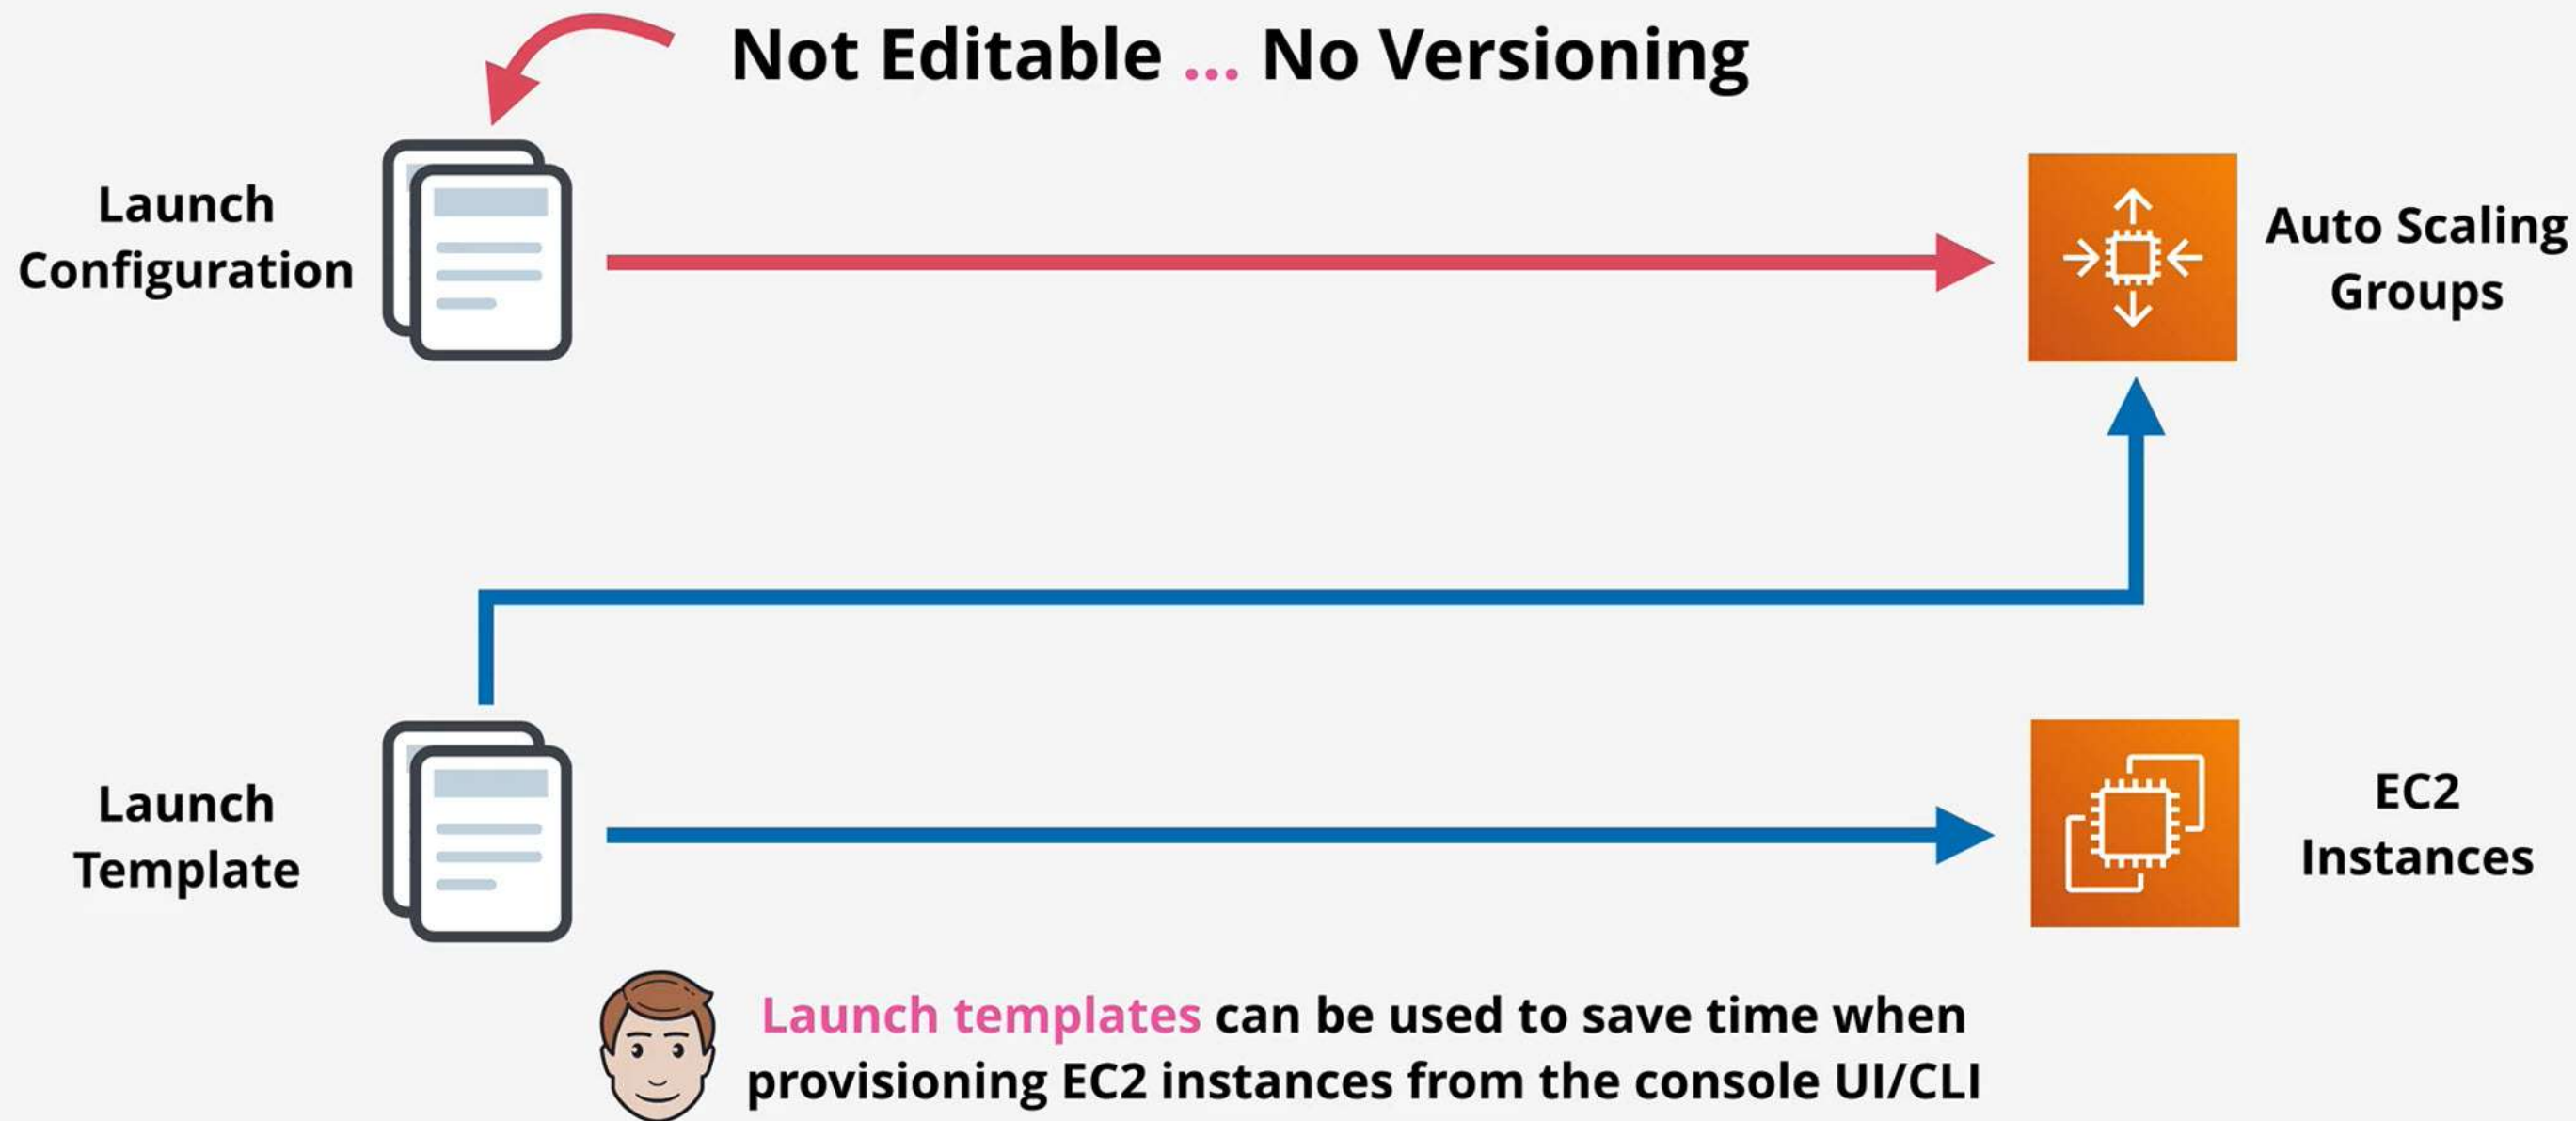 Not Editable ... No Versioning
Launch
Configuration
Auto Scaling
Groups
Launch
Template
EC2
Instances
Launch templates can be used to save time when
provisioning EC2 instances from the console UI/CLI